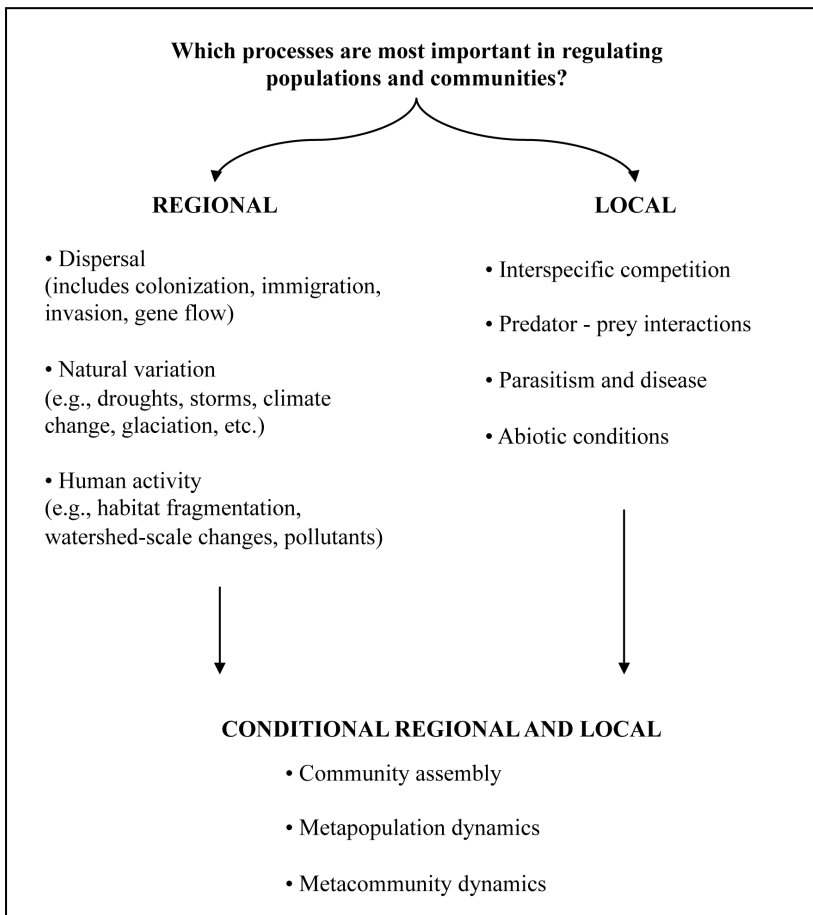 Which processes are most important in regulating
populations and communities?
REGIONAL
• Dispersal
(includes colonization, immigration,
invasion, gene flow)
• Natural variation
(e.g., droughts, storms, climate
change, glaciation, etc.)
• Human activity
(e.g., habitat fragmentation,
watershed-scale changes, pollutants)
LOCAL
• Interspecific competition
• Predator - prey interactions
• Parasitism and disease
• Abiotic conditions
CONDITIONAL REGIONAL AND LOCAL
• Community assembly
• Metapopulation dynamics
• Metacommunity dynamics